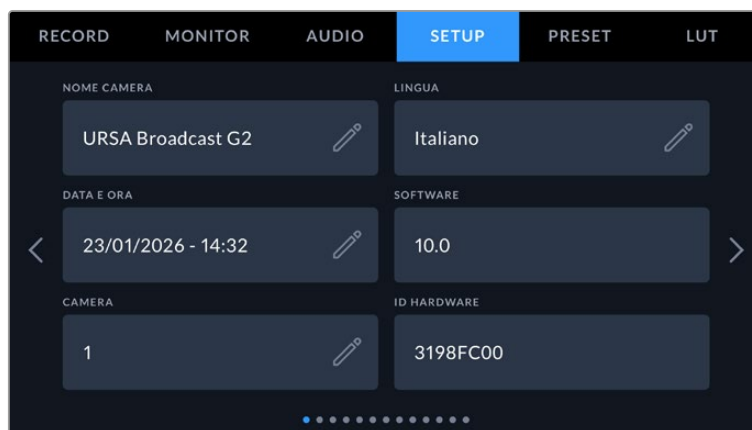 RECORD MONITOR AUDIO SETUP PRESET LUT
NOME CAMERA
URSA Broadcast G2
LINGUA
Italiano
DATA E ORA
23/01/2026 - 14:32
SOFTWARE
10.0
CAMERA
1
ID HARDWARE
3198FC00